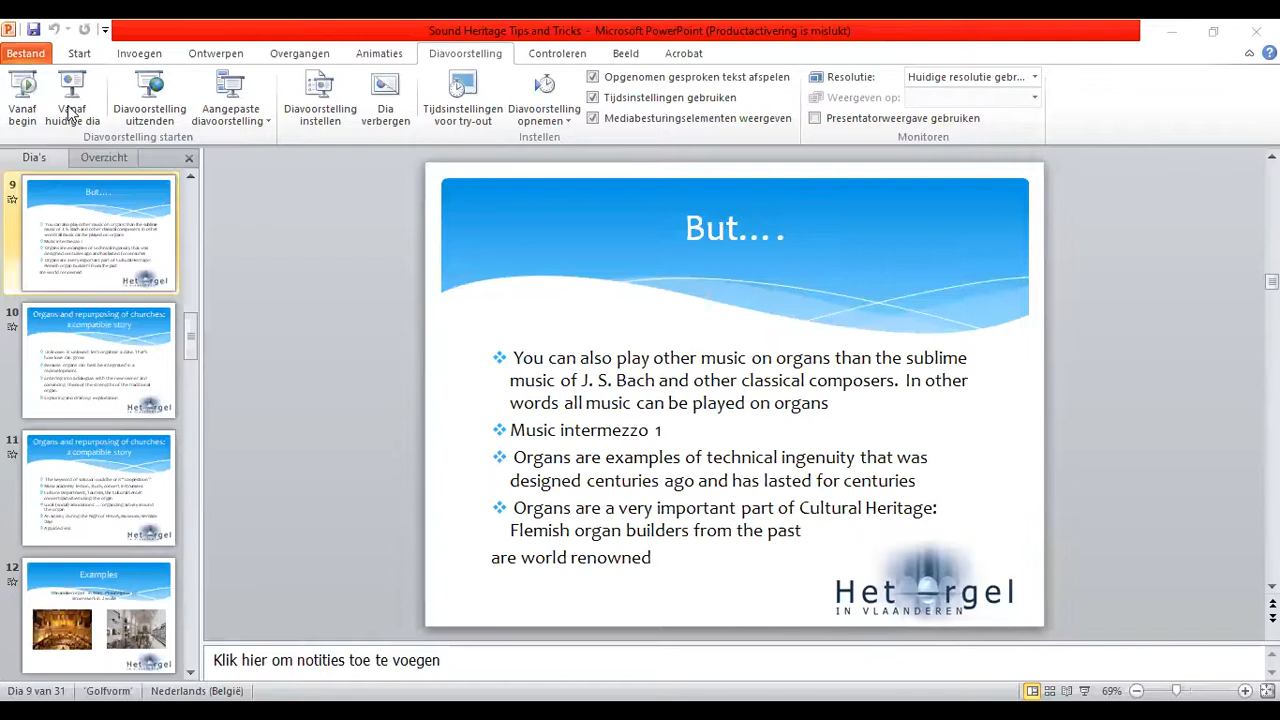 Sound Heritage Tips and Tricks - Microsoft PowerPoint (Productactivering is mislukt)
Bestand Start Invoegen Ontwerpen Overgangen Animaties Diavoorstelling Controleren Beeld Acrobat
Vanaf begin
Vanaf huidige dia
Diavoorstelling uitzenden
Aangepaste diavoorstelling
Diavoorstelling instellen
Dia verbergen
Tijdsinstellingen voor try-out
Diavoorstelling opnemen
Opgenomen gesproken tekst afspelen
Tijdsinstellingen gebruiken
Mediabesturingselementen weergeven
Resolutie: Huidige resolutie gebr...
Weergeven op:
Presentatorweergave gebruiken
Diavoorstelling starten
Instellen
Monitoren
Dia's Overzicht
9
But....
Het Orgel
10
Organs and repurposing of churches:
a compatible story
Het Orgel
11
Organs and repurposing of churches:
a compatible story
Het Orgel
12
Examples
Het Orgel
But....
You can also play other music on organs than the sublime
music of J. S. Bach and other classical composers. In other
words all music can be played on organs
Music intermezzo 1
Organs are examples of technical ingenuity that was
designed centuries ago and has lasted for centuries
Organs are a very important part of Cultural Heritage:
Flemish organ builders from the past
are world renowned
Het Orgel
IN VLAANDEREN
Klik hier om notities toe te voegen
Dia 9 van 31 'Golfvorm' Nederlands (België) 69%